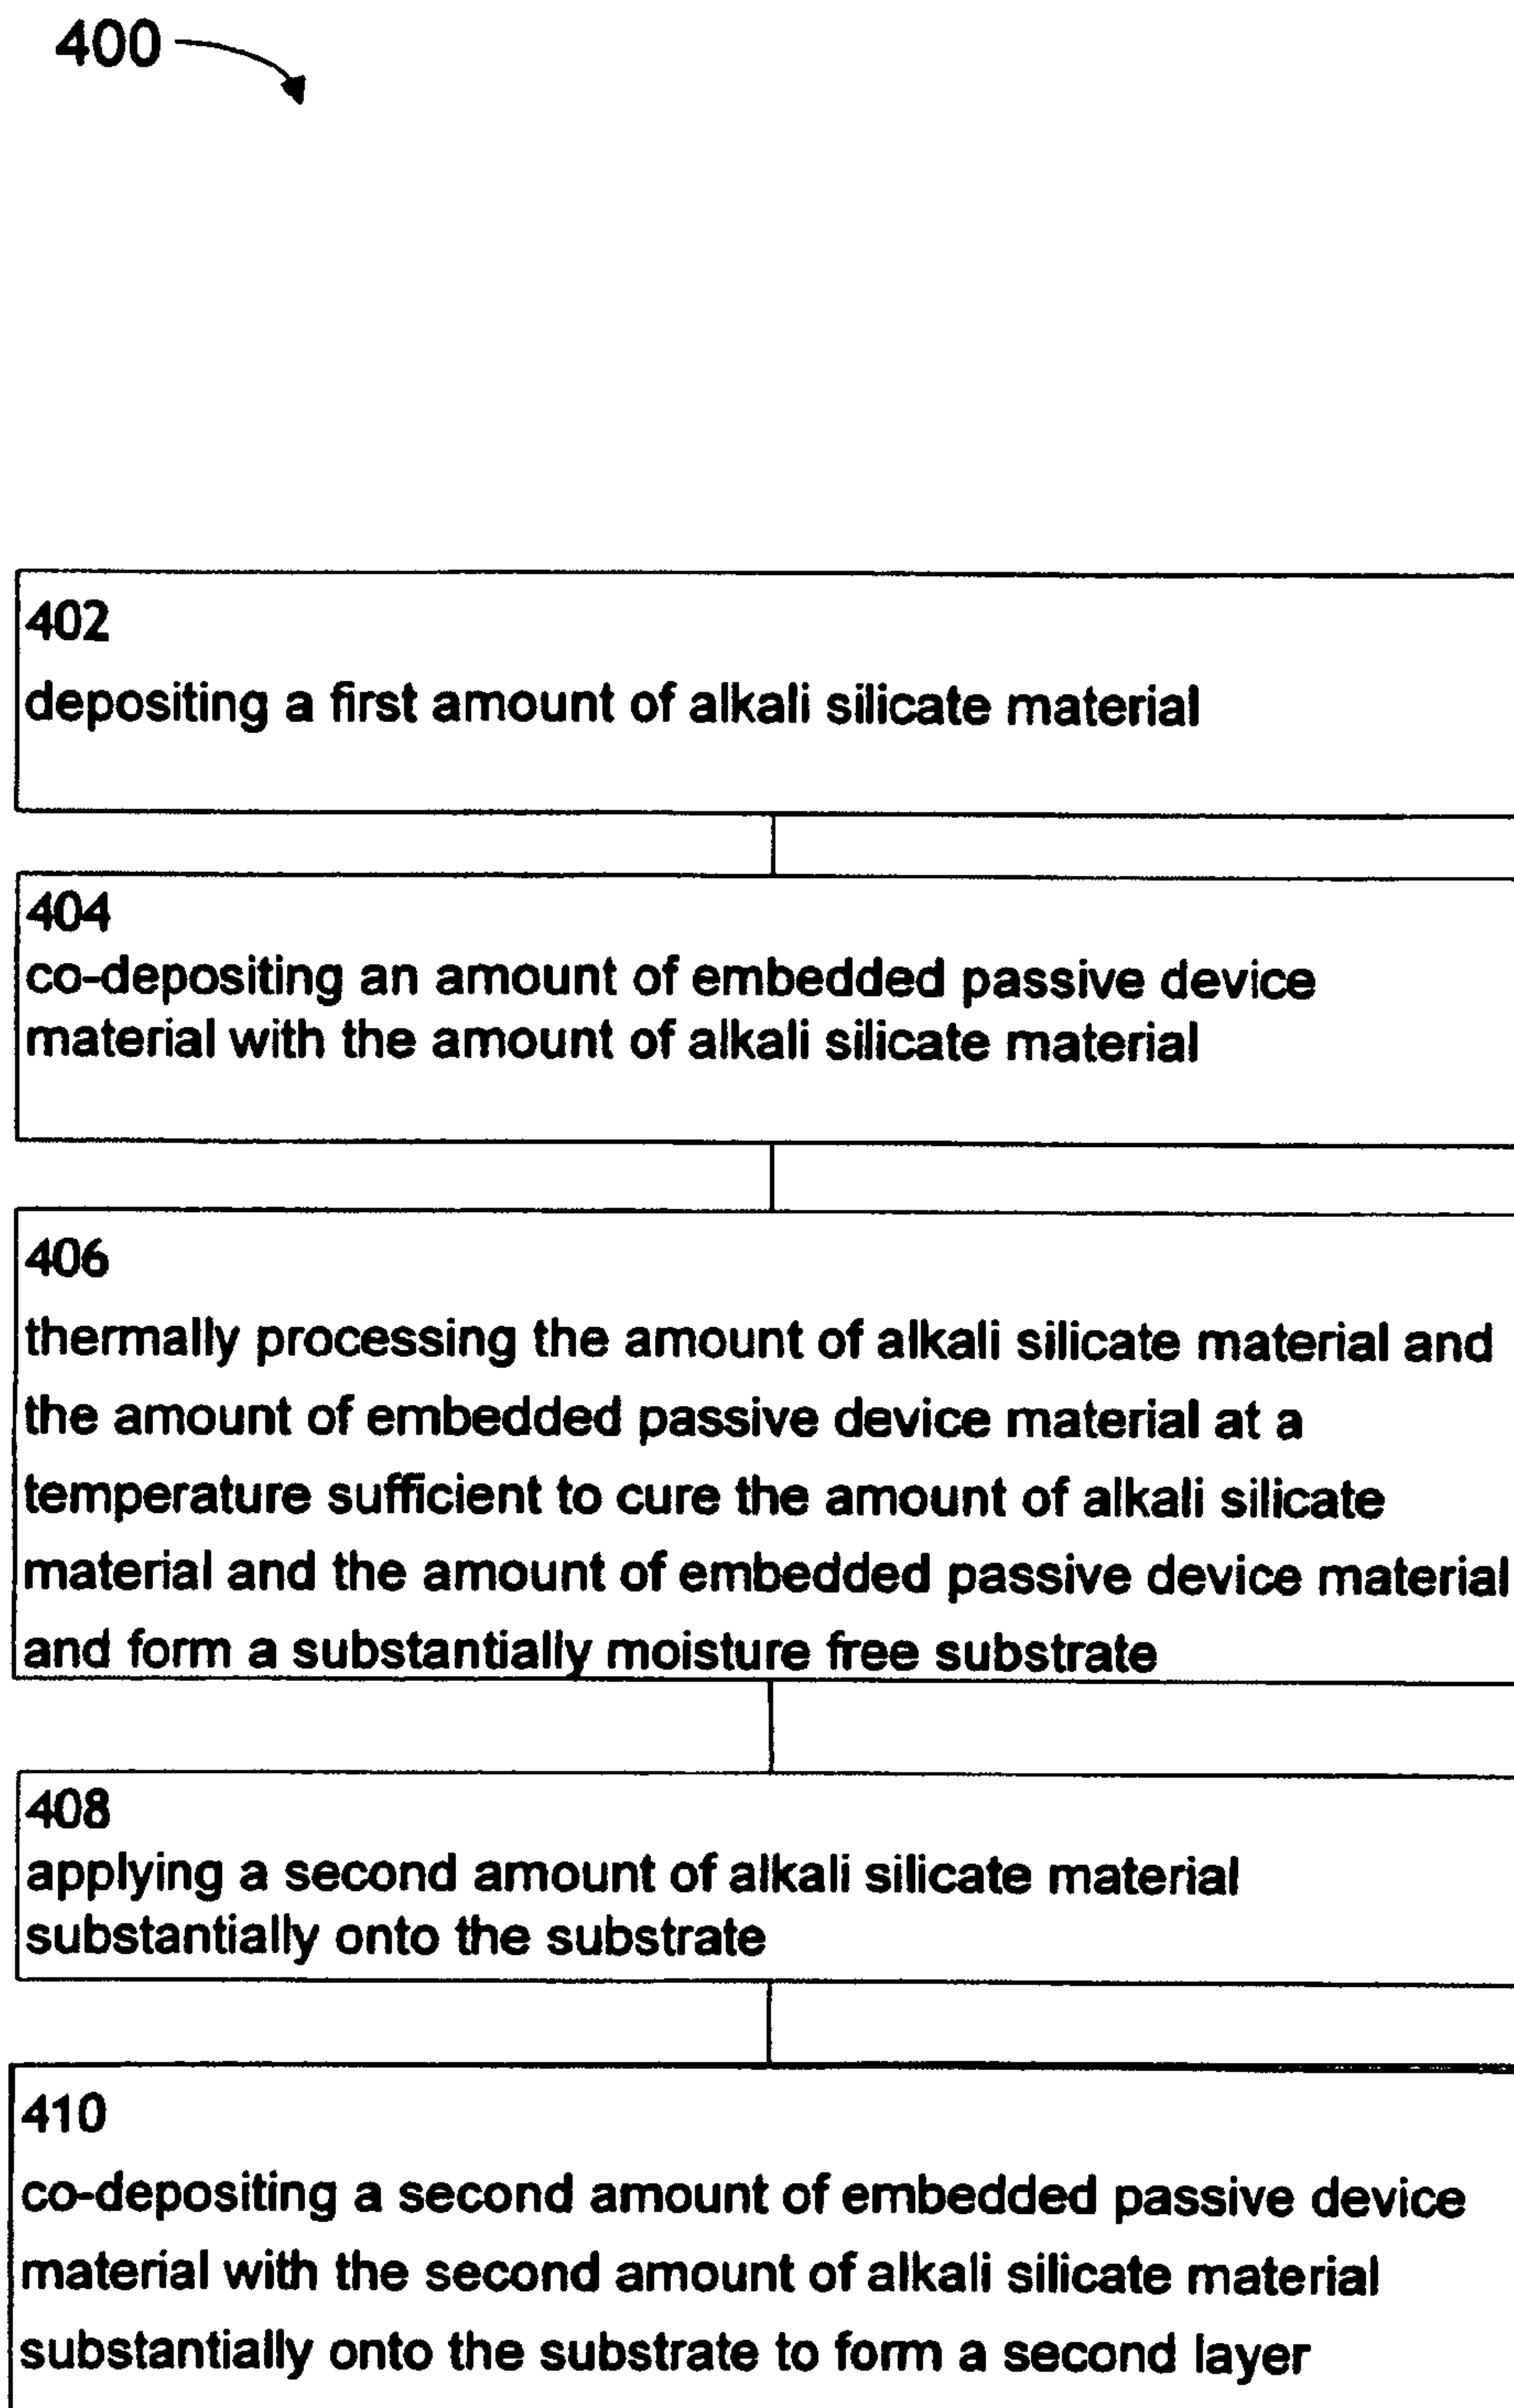 400
402
depositing a first amount of alkali silicate material
404
co-depositing an amount of embedded passive device
material with the amount of alkali silicate material
406
thermally processing the amount of alkali silicate material and
the amount of embedded passive device material at a
temperature sufficient to cure the amount of alkali silicate
material and the amount of embedded passive device material
and form a substantially moisture free substrate
408
applying a second amount of alkali silicate material
substantially onto the substrate
410
co-depositing a second amount of embedded passive device
material with the second amount of alkali silicate material
substantially onto the substrate to form a second layer